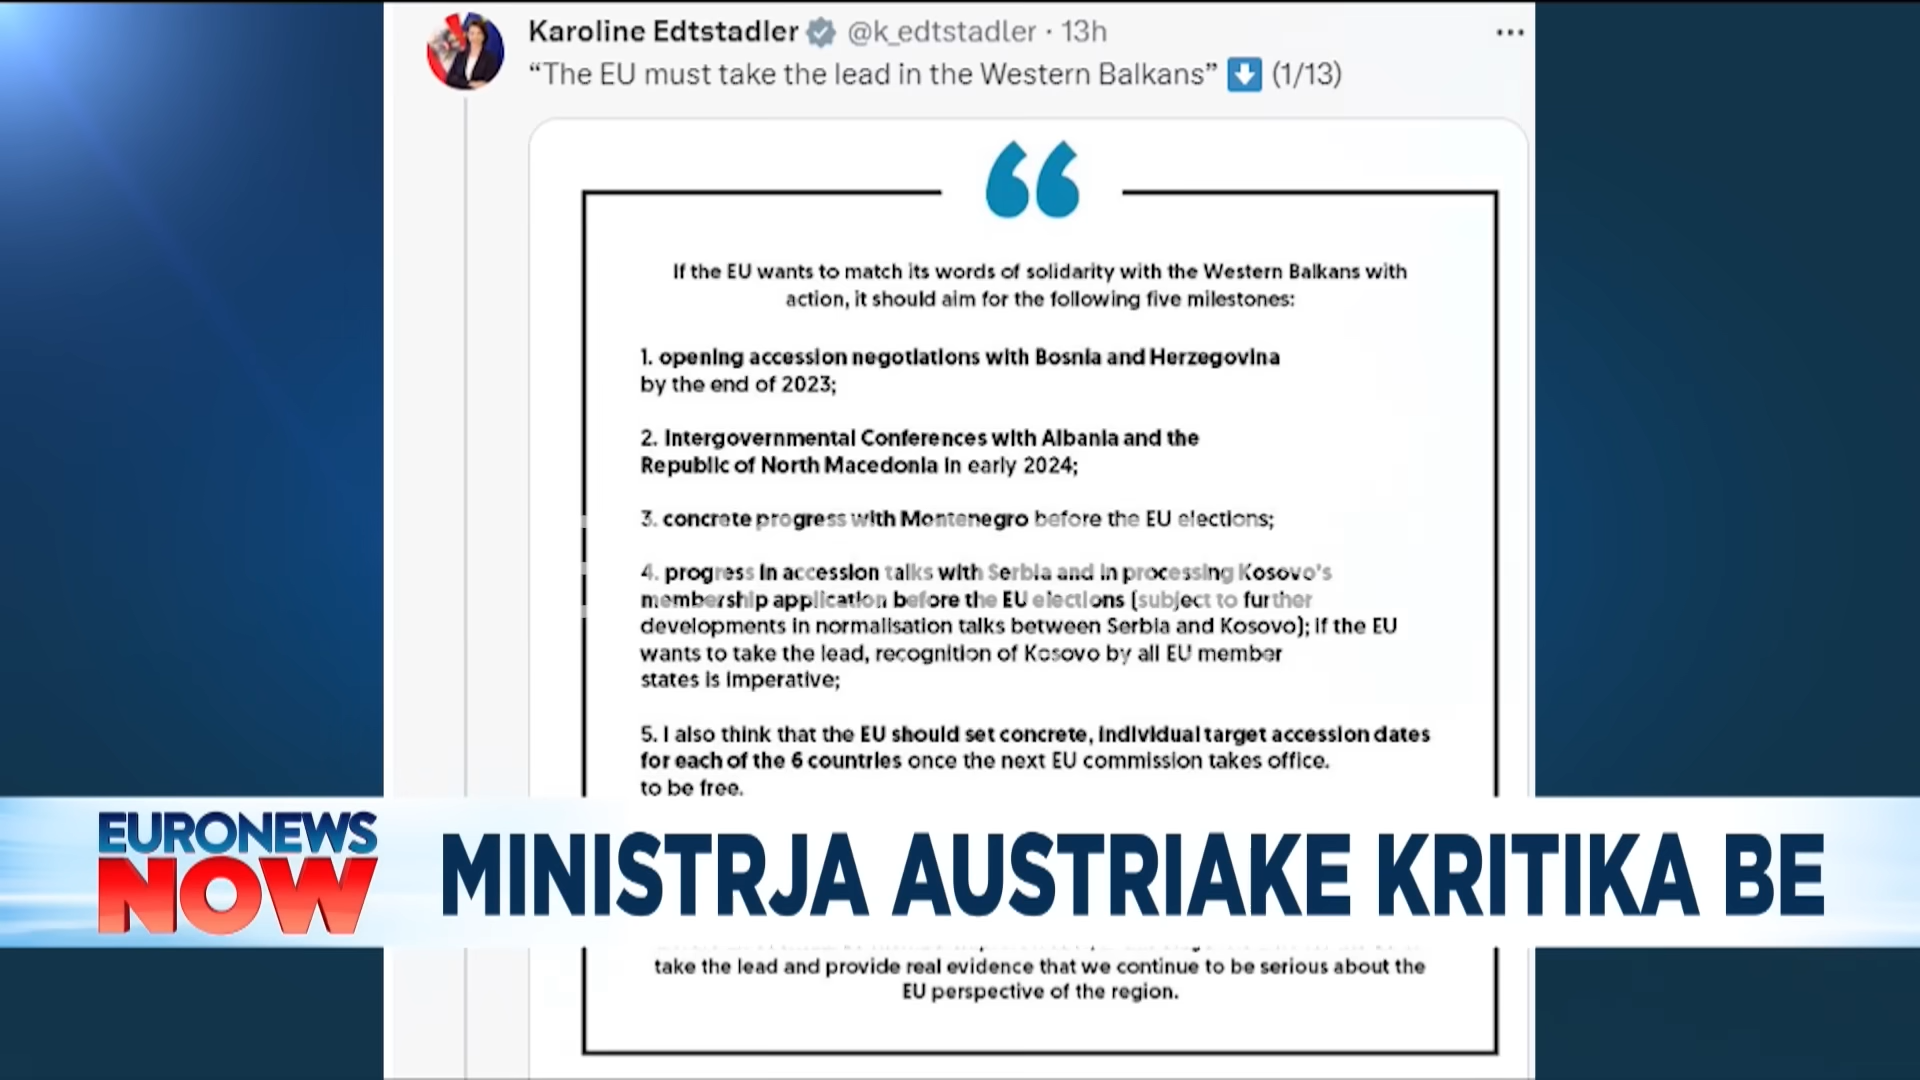 Karoline Edtstadler @k_edtstadler · 13h
“The EU must take the lead in the Western Balkans” (1/13)
If the EU wants to match its words of solidarity with the Western Balkans with
action, it should aim for the following five milestones:
1. opening accession negotiations with Bosnia and Herzegovina
by the end of 2023;
2. Intergovernmental Conferences with Albania and the
Republic of North Macedonia in early 2024;
3. concrete progress with Montenegro before the EU elections;
4. progress in accession talks with Serbia and in processing Kosovo's
membership application before the EU elections (subject to further
developments in normalisation talks between Serbia and Kosovo); if the EU
wants to take the lead, recognition of Kosovo by all EU member
states is imperative;
5. I also think that the EU should set concrete, individual target accession dates
for each of the 6 countries once the next EU commission takes office.
to be free.
EURONEWS
NOW
MINISTRJA AUSTRIAKE KRITIKA BE
take the lead and provide real evidence that we continue to be serious about the
EU perspective of the region.